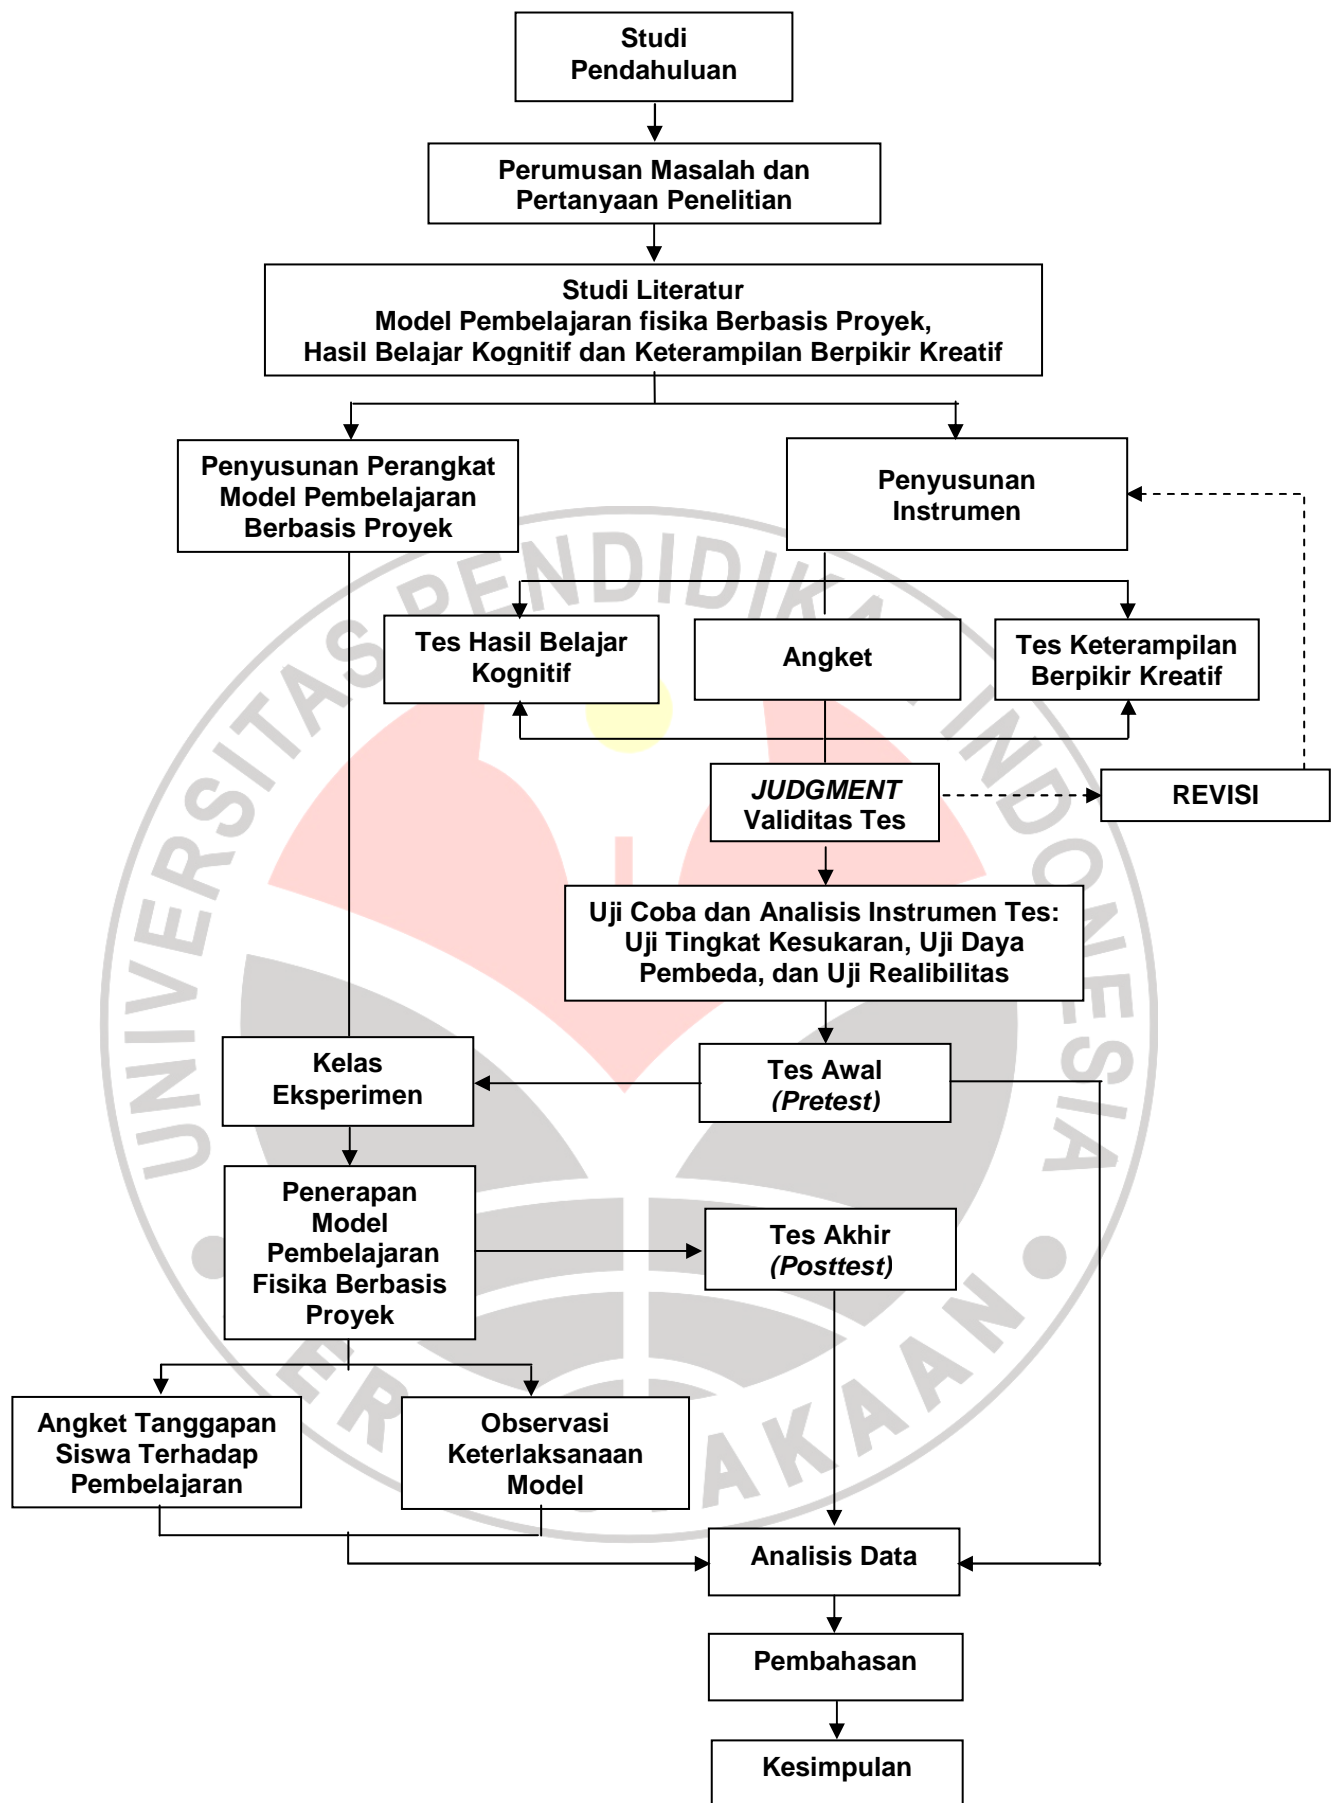 Studi
Pendahuluan
Perumusan Masalah dan
Pertanyaan Penelitian
Studi Literatur
Model Pembelajaran fisika Berbasis Proyek,
Hasil Belajar Kognitif dan Keterampilan Berpikir Kreatif
Penyusunan Perangkat
Model Pembelajaran
Berbasis Proyek
Penyusunan
Instrumen
Tes Hasil Belajar
Kognitif
Angket
Tes Keterampilan
Berpikir Kreatif
JUDGMENT
Validitas Tes
REVISI
Uji Coba dan Analisis Instrumen Tes:
Uji Tingkat Kesukaran, Uji Daya
Pembeda, dan Uji Realibilitas
Kelas
Eksperimen
Tes Awal
(Pretest)
Penerapan
Model
Pembelajaran
Fisika Berbasis
Proyek
Tes Akhir
(Posttest)
Angket Tanggapan
Siswa Terhadap
Pembelajaran
Observasi
Keterlaksanaan
Model
Analisis Data
Pembahasan
Kesimpulan
UNIVERSITAS PENDIDIKAN INDONESIA